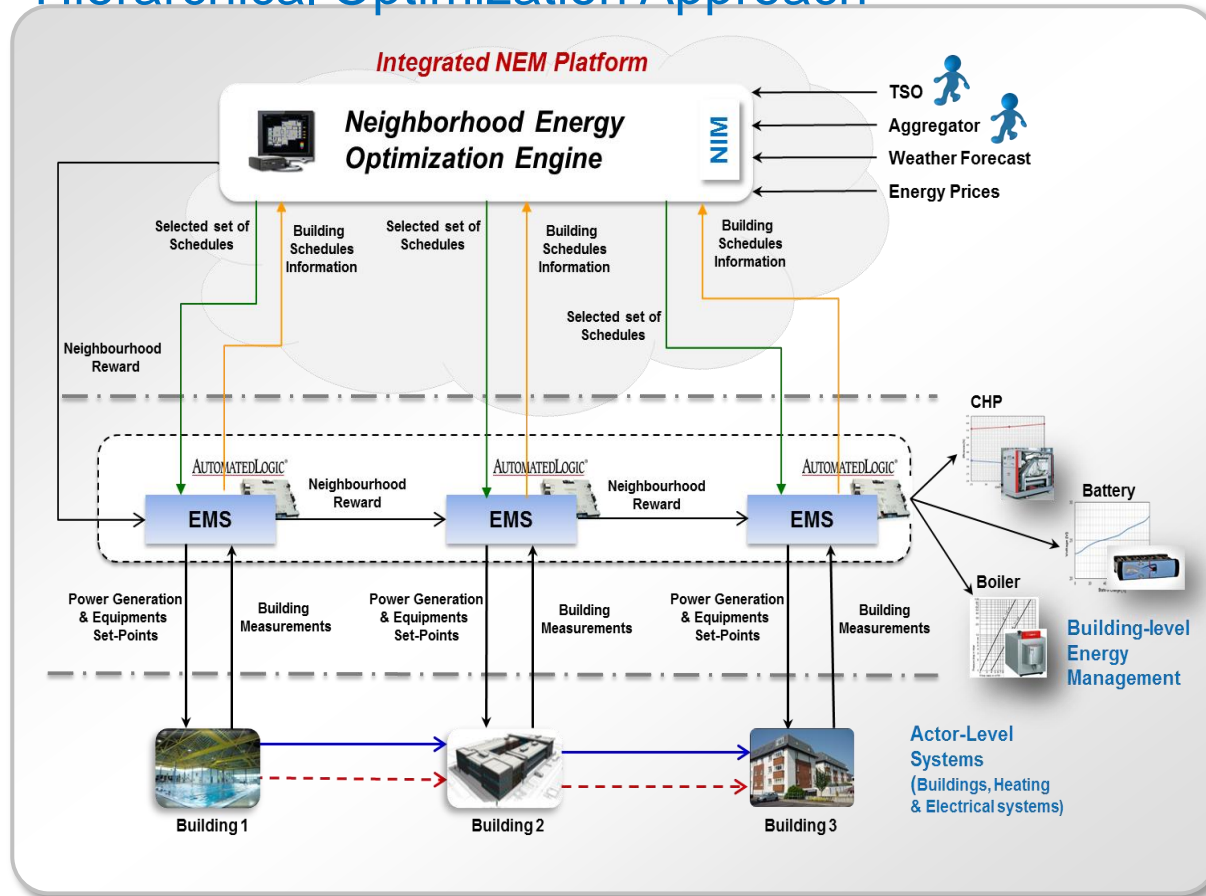 Hierarchical Optimization Approach
Integrated NEM Platform
Neighborhood Energy
Optimization Engine
NIM
TSO
Aggregator
Weather Forecast
Energy Prices
Selected set of
Schedules
Building
Schedules
Information
Selected set of
Schedules
Building
Schedules
Information
Building
Schedules
Information
Selected set of
Schedules
Neighbourhood
Reward
CHP
AUTOMATEDLOGIC®
AUTOMATEDLOGIC®
AUTOMATEDLOGIC®
Neighbourhood
Reward
Neighbourhood
Reward
EMS
EMS
EMS
Battery
Boiler
Power Generation
& Equipments
Set-Points
Building
Measurements
Power Generation
& Equipments
Set-Points
Building
Measurements
Power Generation
& Equipments
Set-Points
Building
Measurements
Building-level
Energy
Management
Actor-Level
Systems
(Buildings, Heating
& Electrical systems)
Building 1
Building 2
Building 3